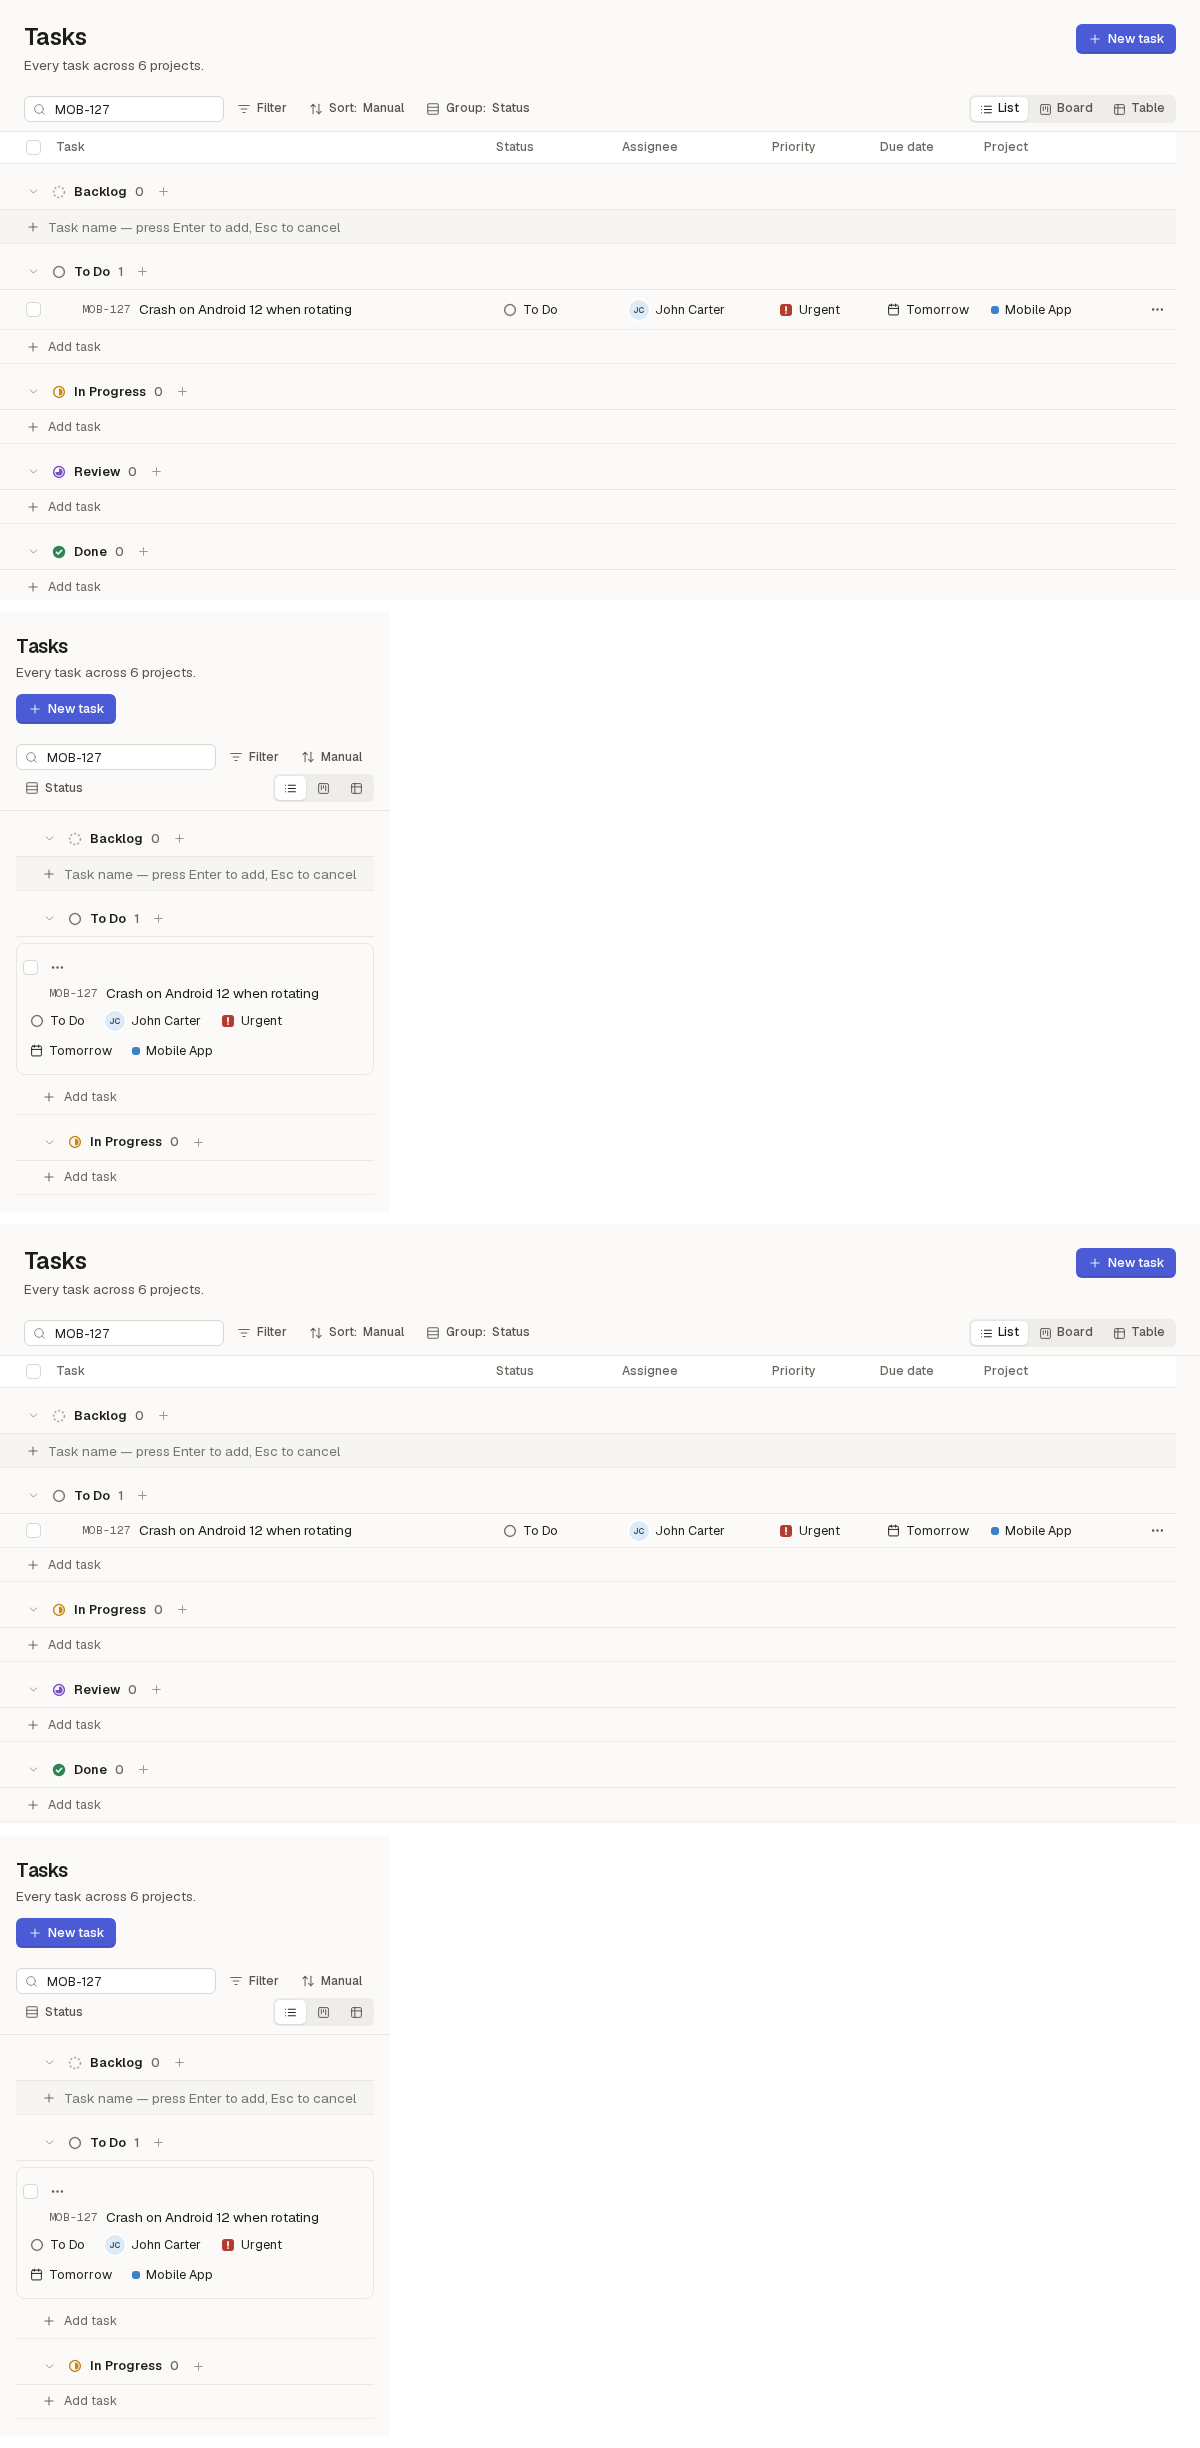 Tasks
New task
Every task across 6 projects.
MOB-127 Filter Sort: Manual Group: Status List Board Table
Task Status Assignee Priority Due date Project
Backlog 0
Task name — press Enter to add, Esc to cancel
To Do 1
MOB-127 Crash on Android 12 when rotating To Do JC John Carter Urgent Tomorrow Mobile App
Add task
In Progress 0
Add task
Review 0
Add task
Done 0
Add task
Tasks
Every task across 6 projects.
New task
MOB-127 Filter Manual
Status
Backlog 0
Task name — press Enter to add, Esc to cancel
To Do 1
MOB-127 Crash on Android 12 when rotating
To Do JC John Carter Urgent
Tomorrow Mobile App
Add task
In Progress 0
Add task
Tasks
New task
Every task across 6 projects.
MOB-127 Filter Sort: Manual Group: Status List Board Table
Task Status Assignee Priority Due date Project
Backlog 0
Task name — press Enter to add, Esc to cancel
To Do 1
MOB-127 Crash on Android 12 when rotating To Do JC John Carter Urgent Tomorrow Mobile App
Add task
In Progress 0
Add task
Review 0
Add task
Done 0
Add task
Tasks
Every task across 6 projects.
New task
MOB-127 Filter Manual
Status
Backlog 0
Task name — press Enter to add, Esc to cancel
To Do 1
MOB-127 Crash on Android 12 when rotating
To Do JC John Carter Urgent
Tomorrow Mobile App
Add task
In Progress 0
Add task